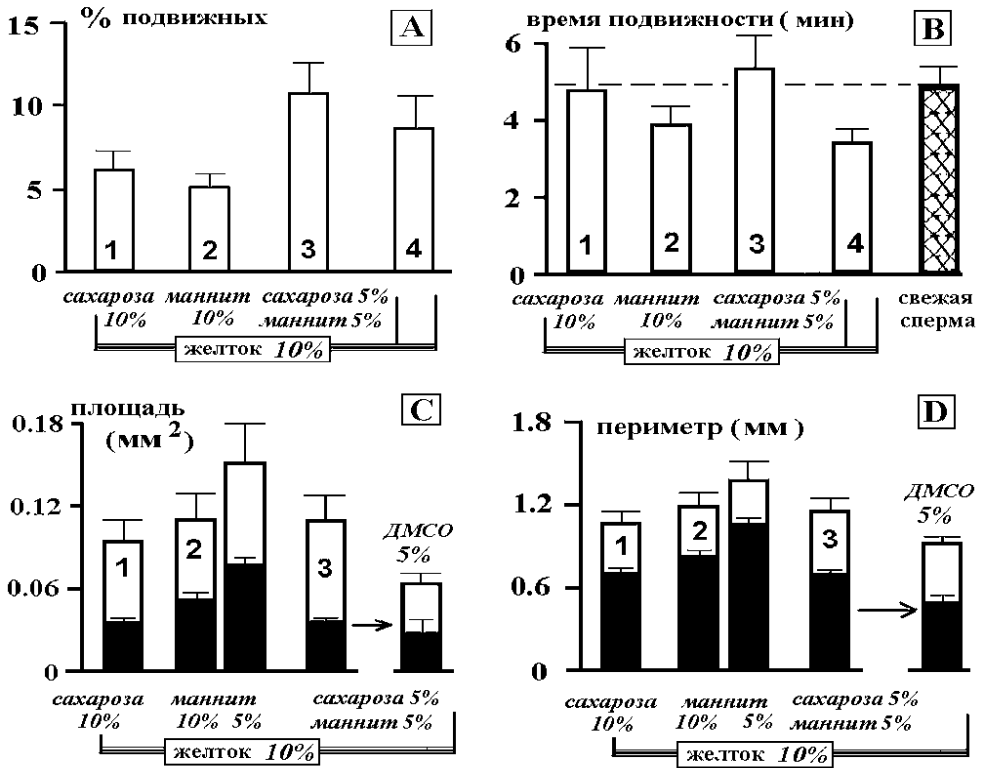 % подвижных
A
15
10
5
0
1
2
3
4
сахароза маннит сахароза 5%
10% 10% маннит 5%
желток 10%
время подвижности ( мин)
B
6
4
2
0
1
2
3
4
сахароза маннит сахароза 5% свежая
10% 10% маннит 5% сперма
желток 10%
площадь
(мм 2)
C
0.18
0.12
0.06
0
1
2
3
ДМСО
5%
сахароза маннит сахароза 5%
10% 10% 5% маннит 5%
желток 10%
периметр ( мм )
D
1.8
1.2
0.6
0
1
2
3
ДМСО
5%
сахароза маннит сахароза 5%
10% 10% 5% маннит 5%
желток 10%